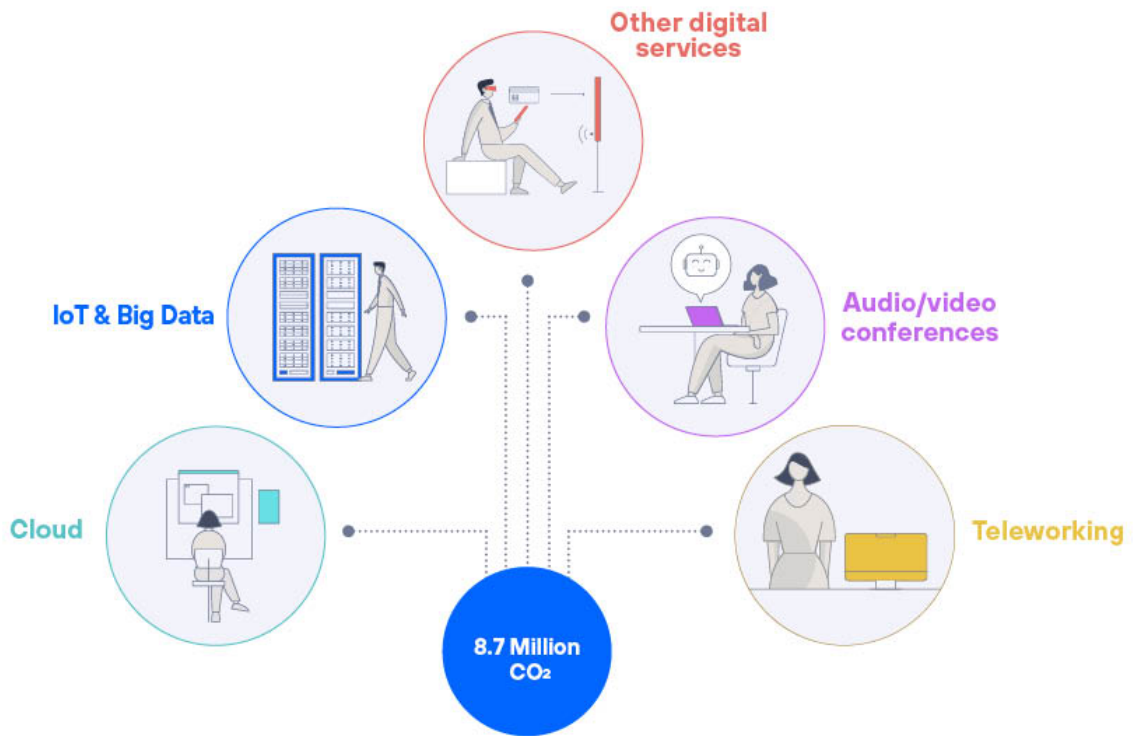 Other digital
services
IoT & Big Data
Audio/video
conferences
Cloud
Teleworking
8.7 Million
CO₂